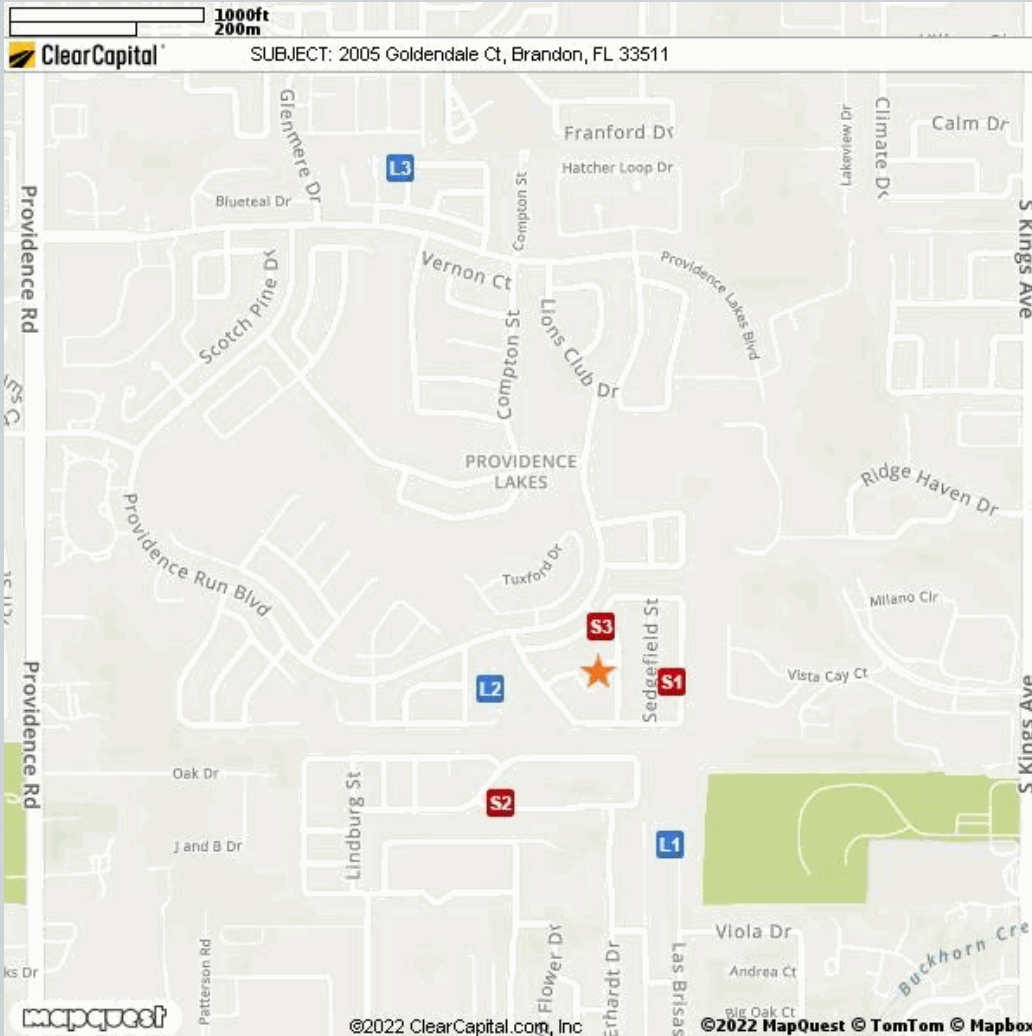 1000ft
200m
ClearCapital
SUBJECT: 2005 Goldendale Ct, Brandon, FL 33511
Glenmere Dr
Franford Dr
Hatcher Loop Dr
Lakeview Dr
Climate Dr
Calm Dr
L3
Blueteal Dr
Compton St
Providence Rd
S Kings Ave
Vernon Ct
Providence Lakes Blvd
Scotch Pine Dr
Lions Club Dr
Compton St
PROVIDENCE
LAKES
Ridge Haven Dr
Providence Run Blvd
Tuxford Dr
Milano Cir
S3
Sedgefield St
S1
L2
Vista Cay Ct
Providence Rd
S Kings Ave
Oak Dr
Lindburg St
S2
J and B Dr
L1
Viola Dr
Patterson Rd
Flower Dr
Erhardt Dr
Las Brisas
Andrea Ct
Big Oak Ct
Buckhorn Cre
ks Dr
mapquest
©2022 ClearCapital.com, Inc
©2022 MapQuest © TomTom © Mapbox